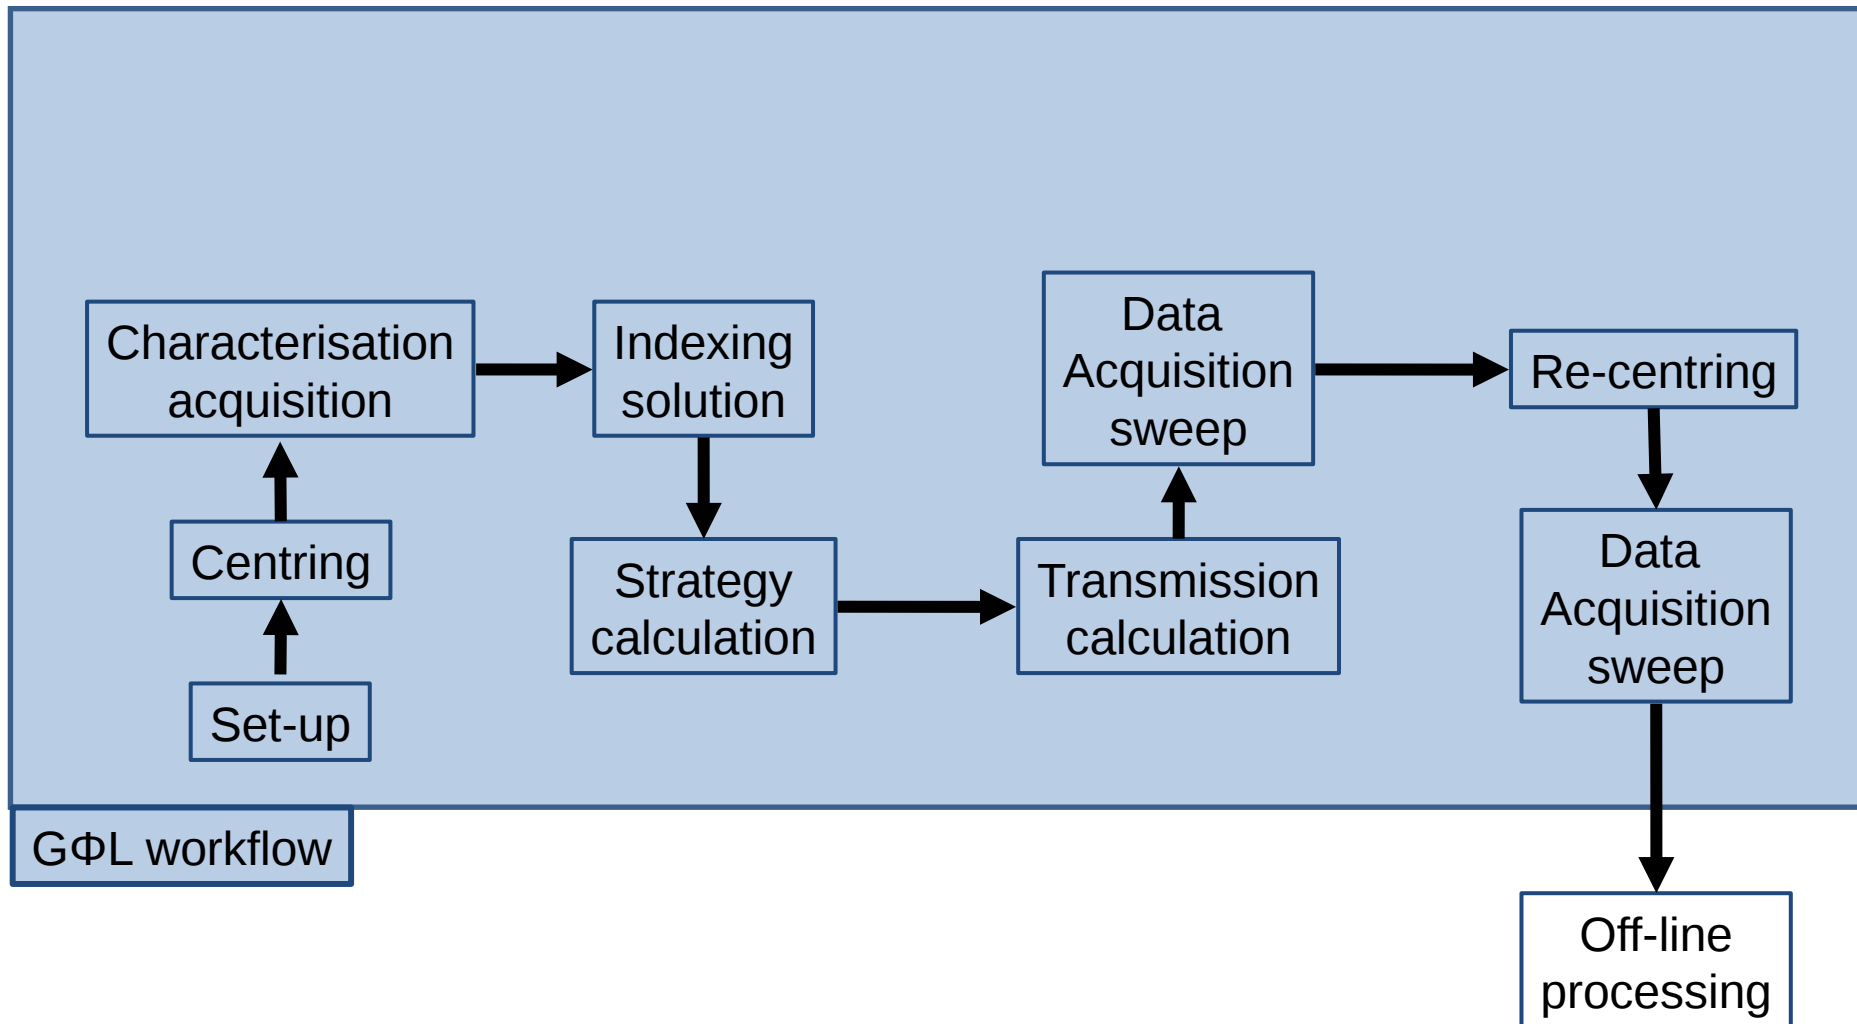 Characterisation
acquisition
Indexing
solution
Data
Acquisition
sweep
Re-centring
Centring
Strategy
calculation
Transmission
calculation
Data
Acquisition
sweep
Set-up
GΦL workflow
Off-line
processing